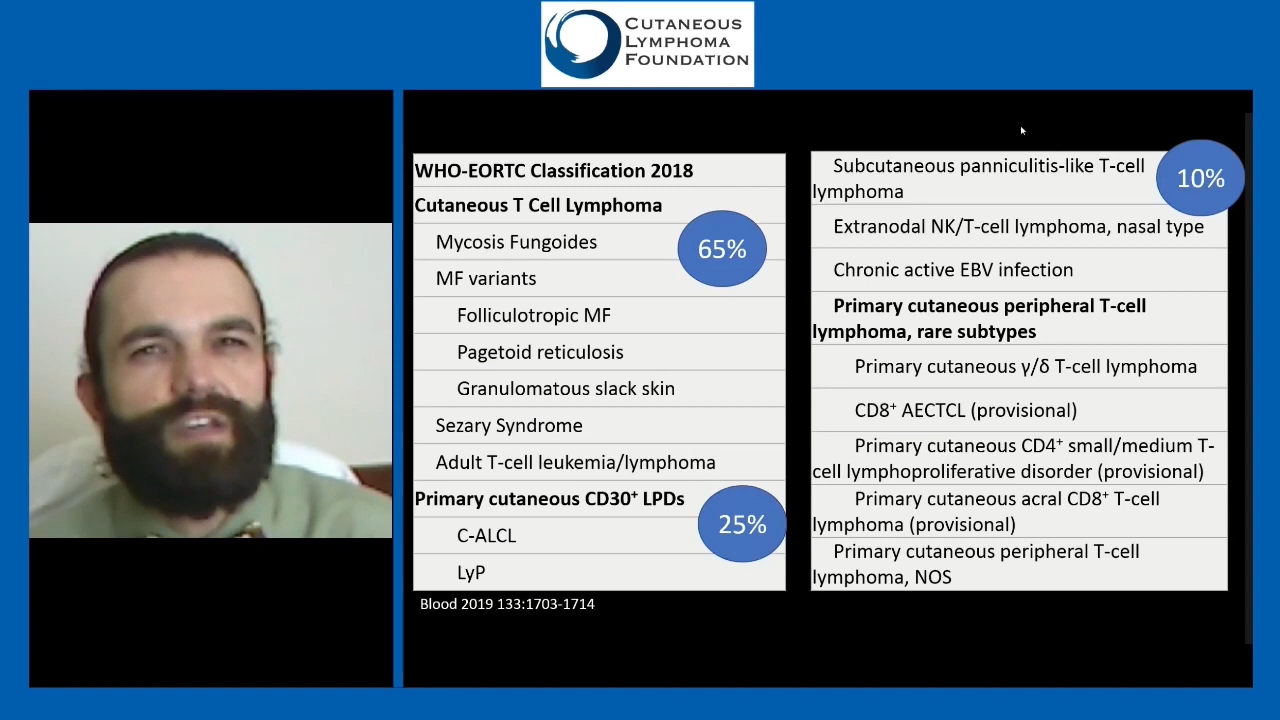 CUTANEOUS
LYMPHOMA
FOUNDATION
WHO-EORTC Classification 2018
Cutaneous T Cell Lymphoma
Mycosis Fungoides
65%
MF variants
Folliculotropic MF
Pagetoid reticulosis
Granulomatous slack skin
Sezary Syndrome
Adult T-cell leukemia/lymphoma
Primary cutaneous CD30⁺ LPDs
25%
C-ALCL
LyP
Blood 2019 133:1703-1714
Subcutaneous panniculitis-like T-cell
lymphoma
10%
Extranodal NK/T-cell lymphoma, nasal type
Chronic active EBV infection
Primary cutaneous peripheral T-cell
lymphoma, rare subtypes
Primary cutaneous γ/δ T-cell lymphoma
CD8⁺ AECTCL (provisional)
Primary cutaneous CD4⁺ small/medium T-
cell lymphoproliferative disorder (provisional)
Primary cutaneous acral CD8⁺ T-cell
lymphoma (provisional)
Primary cutaneous peripheral T-cell
lymphoma, NOS